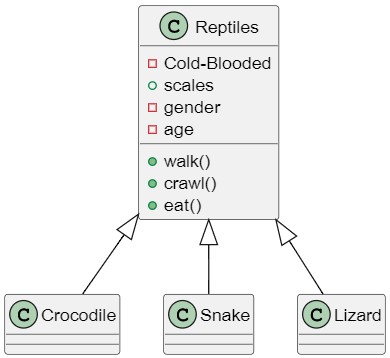 C Reptiles
Cold-Blooded
scales
gender
age
walk()
crawl()
eat()
C Crocodile
C Snake
C Lizard